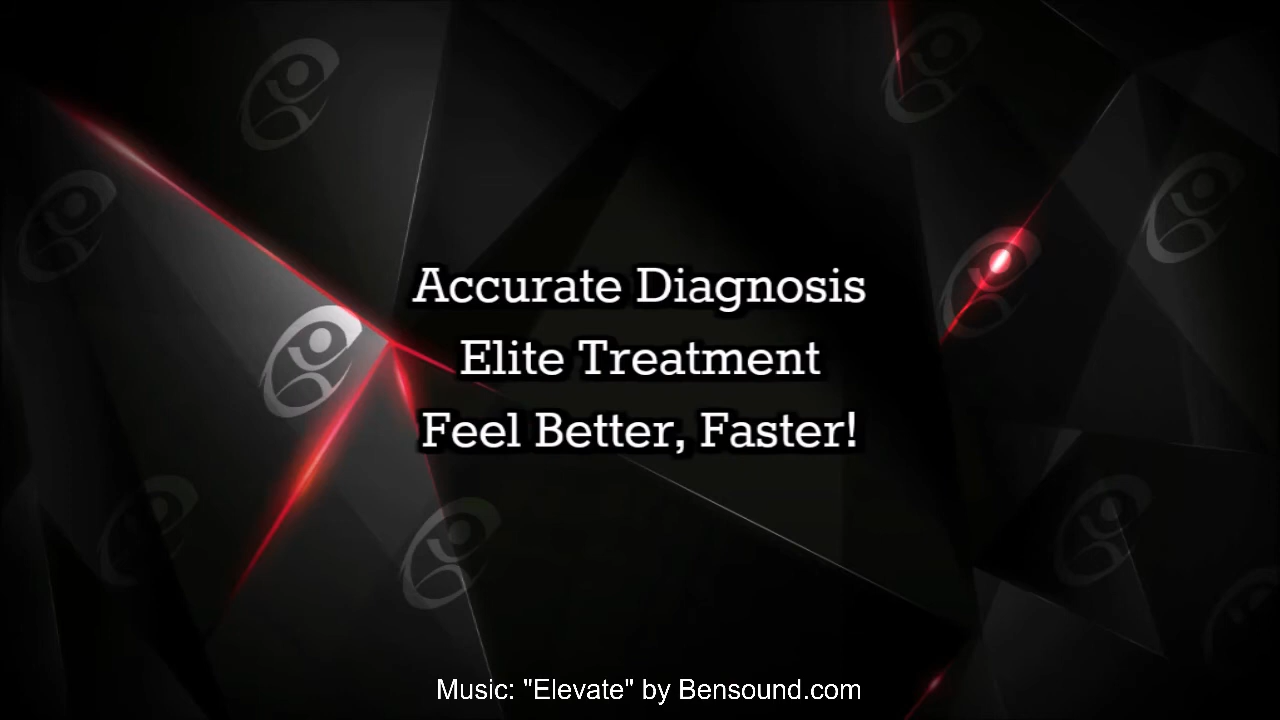 Accurate Diagnosis
Elite Treatment
Feel Better, Faster!
Music: "Elevate" by Bensound.com